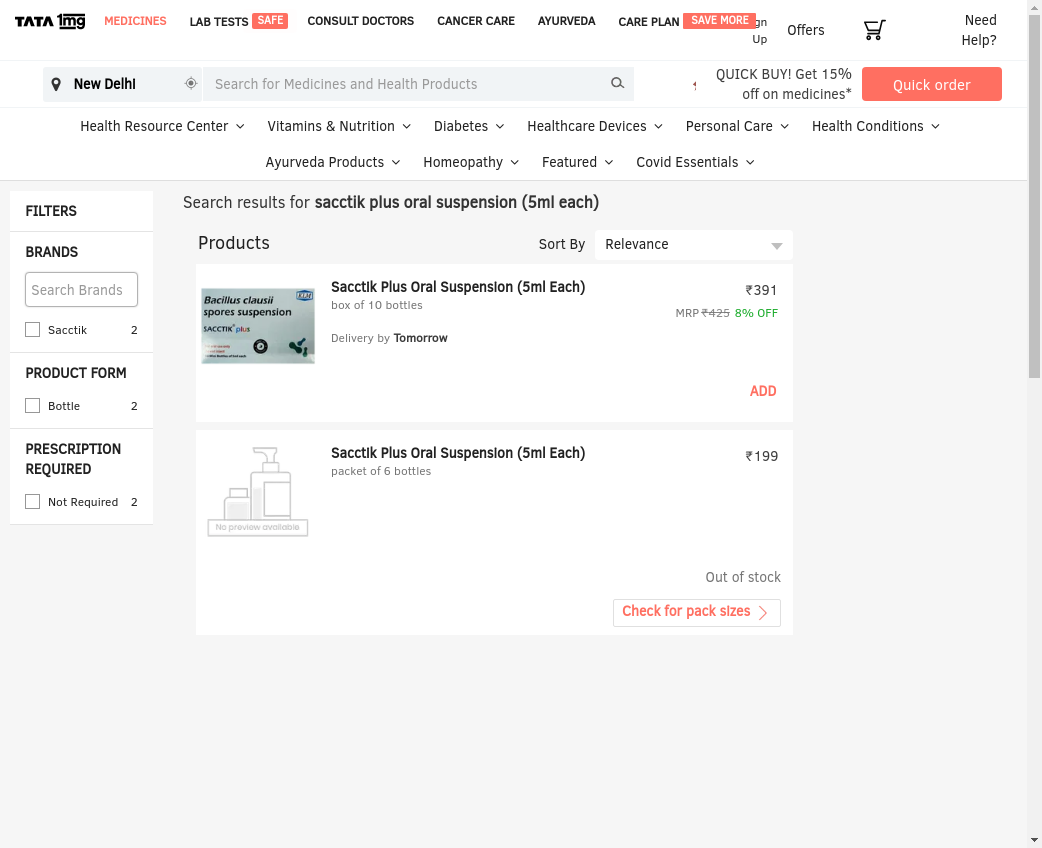 TATA 1mg
MEDICINES
LAB TESTS SAFE
CONSULT DOCTORS
CANCER CARE
AYURVEDA
CARE PLAN SAVE MORE
Up
Offers
Need
Help?
New Delhi
Search for Medicines and Health Products
QUICK BUY! Get 15%
off on medicines*
Quick order
Health Resource Center
Vitamins & Nutrition
Diabetes
Healthcare Devices
Personal Care
Health Conditions
Ayurveda Products
Homeopathy
Featured
Covid Essentials
FILTERS
BRANDS
Search Brands
Sacctik 2
PRODUCT FORM
Bottle 2
PRESCRIPTION
REQUIRED
Not Required 2
Search results for sacctik plus oral suspension (5ml each)
Products
Sort By Relevance
Bacillus clausii
spores suspension
SACCTIK plus
Sacctik Plus Oral Suspension (5ml Each)
box of 10 bottles
Delivery by Tomorrow
₹391
MRP ₹425 8% OFF
ADD
No preview available
Sacctik Plus Oral Suspension (5ml Each)
packet of 6 bottles
₹199
Out of stock
Check for pack sizes